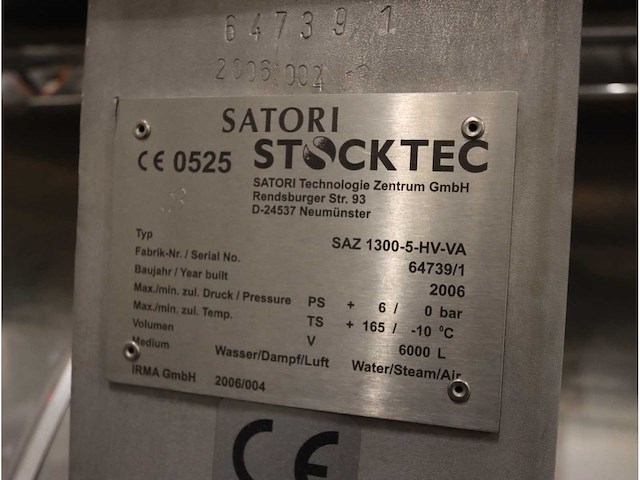 64739/1
2006/004
SATORI
CE 0525 STOCKTEC
SATORI Technologie Zentrum GmbH
Rendsburger Str. 93
D-24537 Neumünster
Typ SAZ 1300-5-HV-VA
Fabrik-Nr. / Serial No. 64739/1
Baujahr / Year built 2006
Max./min. zul. Druck / Pressure PS + 6 / 0 bar
Max./min. zul. Temp. TS + 165 / -10 °C
Volumen V 6000 L
Medium Wasser/Dampf/Luft Water/Steam/Air
IRMA GmbH 2006/004
CE